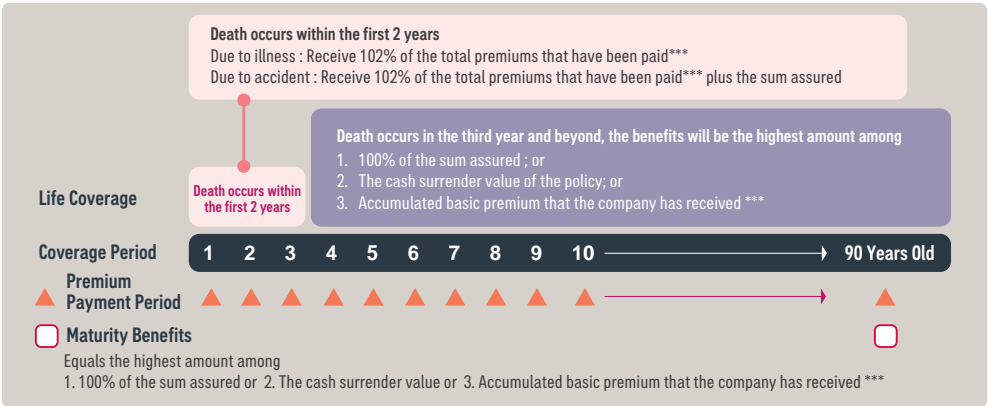 Death occurs within the first 2 years
Due to illness : Receive 102% of the total premiums that have been paid***
Due to accident : Receive 102% of the total premiums that have been paid*** plus the sum assured
Death occurs in the third year and beyond, the benefits will be the highest amount among
1. 100% of the sum assured ; or
2. The cash surrender value of the policy; or
3. Accumulated basic premium that the company has received ***
Life Coverage
Death occurs within
the first 2 years
Coverage Period
1 2 3 4 5 6 7 8 9 10 90 Years Old
Premium
Payment Period
Maturity Benefits
Equals the highest amount among
1. 100% of the sum assured or 2. The cash surrender value or 3. Accumulated basic premium that the company has received ***